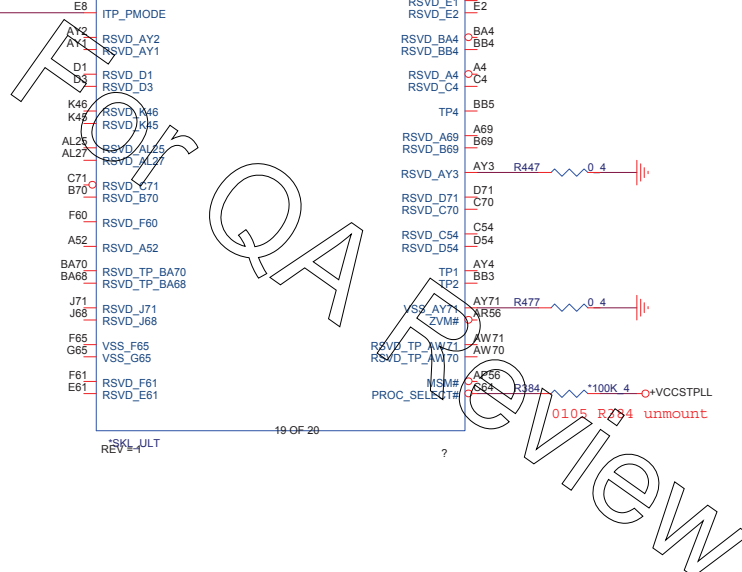 E8 ITP_PMODE
RSVD_E1
RSVD_E2 E2
AY2 RSVD_AY2
AY1 RSVD_AY1
RSVD_BA4 BA4
RSVD_BB4 BB4
D1 RSVD_D1
D3 RSVD_D3
RSVD_A4 A4
RSVD_C4 C4
K46 RSVD_K46
K45 RSVD_K45
TP4 BB5
AL25 RSVD_AL25
AL27 RSVD_AL27
RSVD_A69 A69
RSVD_B69 B69
C71 RSVD_C71
B70 RSVD_B70
RSVD_AY3 AY3 R447 0_4
RSVD_D71 D71
RSVD_C70 C70
F60 RSVD_F60
RSVD_C54 C54
RSVD_D54 D54
A52 RSVD_A52
BA70 RSVD_TP_BA70
BA68 RSVD_TP_BA68
TP1 AY4
TP2 BB3
J71 RSVD_J71
J68 RSVD_J68
VSS_AY71 AY71 R477 0_4
ZVM# AR56
F65 VSS_F65
G65 VSS_G65
RSVD_TP_AW71 AW71
RSVD_TP_AW70 AW70
F61 RSVD_F61
E61 RSVD_E61
MSM# AP56
PROC_SELECT# C64 R384 *100K_4 +VCCSTPLL
0105 R384 unmount
19 OF 20
*SKL_ULT
REV = 1
?
For QA Review